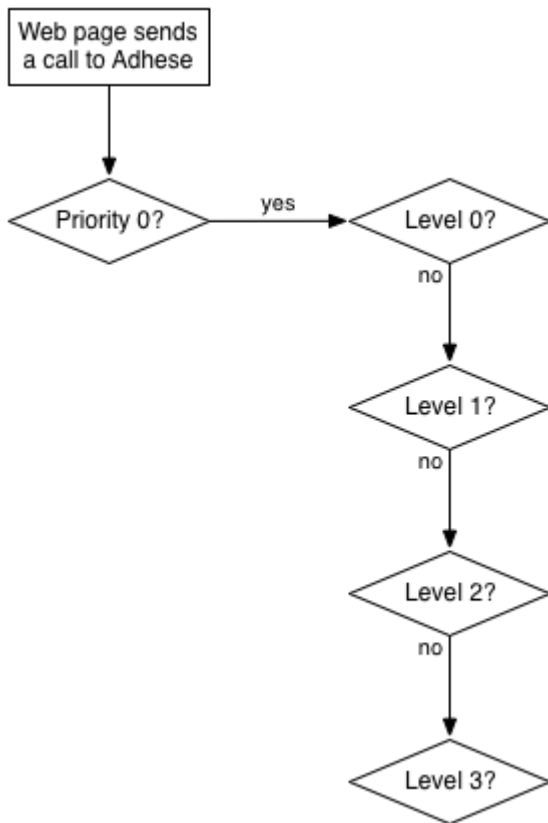 Web page sends
a call to Adhese
Priority 0?
yes
Level 0?
no
Level 1?
no
Level 2?
no
Level 3?